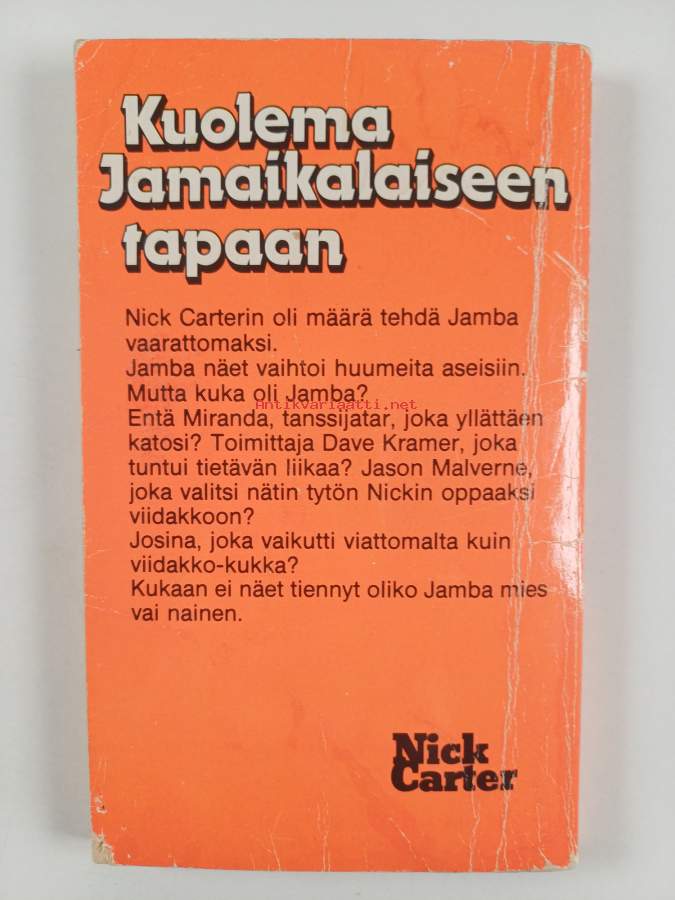 Kuolema
Jamaikalaiseen
tapaan
Nick Carterin oli määrä tehdä Jamba
vaarattomaksi.
Jamba näet vaihtoi huumeita aseisiin.
Mutta kuka oli Jamba?
Antikvariaatti.net
Entä Miranda, tanssijatar, joka yllättäen
katosi? Toimittaja Dave Kramer, joka
tuntui tietävän liikaa? Jason Malverne,
joka valitsi nätin tytön Nickin oppaaksi
viidakkoon?
Josina, joka vaikutti viattomalta kuin
viidakko-kukka?
Kukaan ei näet tiennyt oliko Jamba mies
vai nainen.
Nick
Carter